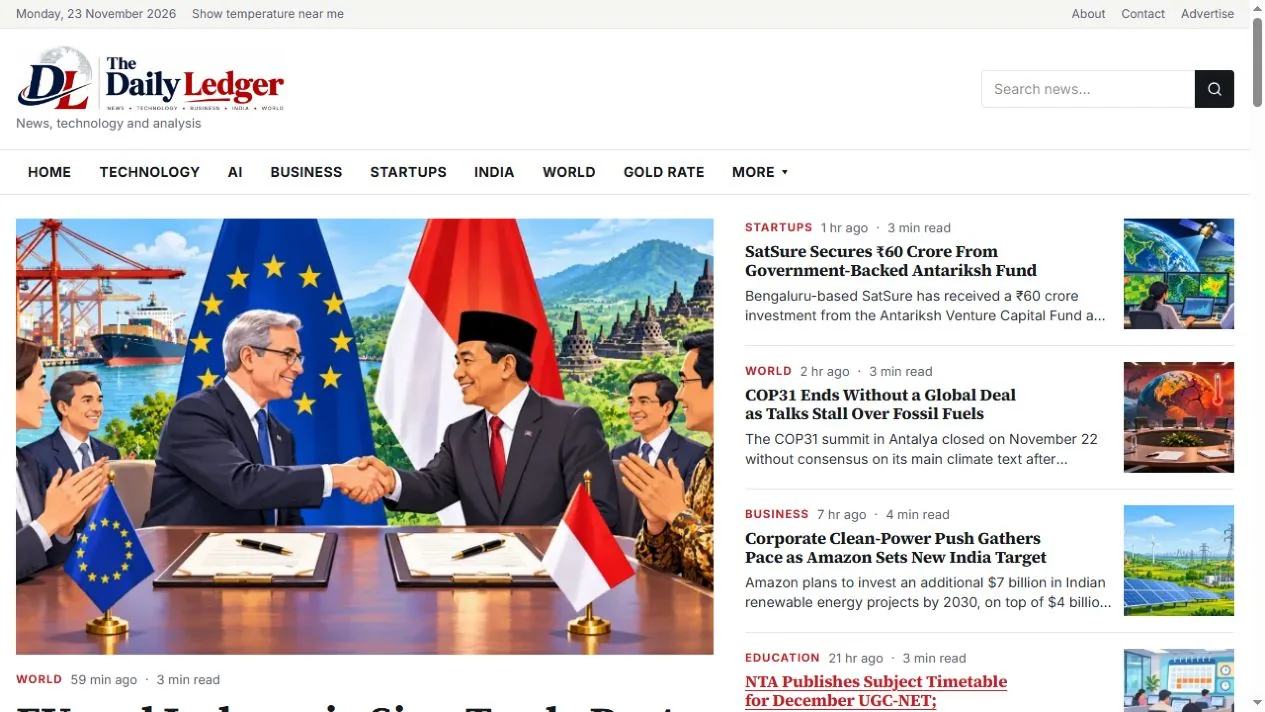 Monday, 23 November 2026 Show temperature near me
About Contact Advertise
DL
The
Daily Ledger
NEWS • TECHNOLOGY • BUSINESS • INDIA • WORLD
News, technology and analysis
Search news...
HOME TECHNOLOGY AI BUSINESS STARTUPS INDIA WORLD GOLD RATE MORE ▾
WORLD 59 min ago · 3 min read
STARTUPS 1 hr ago · 3 min read
SatSure Secures ₹60 Crore From
Government-Backed Antariksh Fund
Bengaluru-based SatSure has received a ₹60 crore
investment from the Antariksh Venture Capital Fund a...
WORLD 2 hr ago · 3 min read
COP31 Ends Without a Global Deal
as Talks Stall Over Fossil Fuels
The COP31 summit in Antalya closed on November 22
without consensus on its main climate text after...
BUSINESS 7 hr ago · 4 min read
Corporate Clean-Power Push Gathers
Pace as Amazon Sets New India Target
Amazon plans to invest an additional $7 billion in Indian
renewable energy projects by 2030, on top of $4 billio...
EDUCATION 21 hr ago · 3 min read
NTA Publishes Subject Timetable
for December UGC-NET;